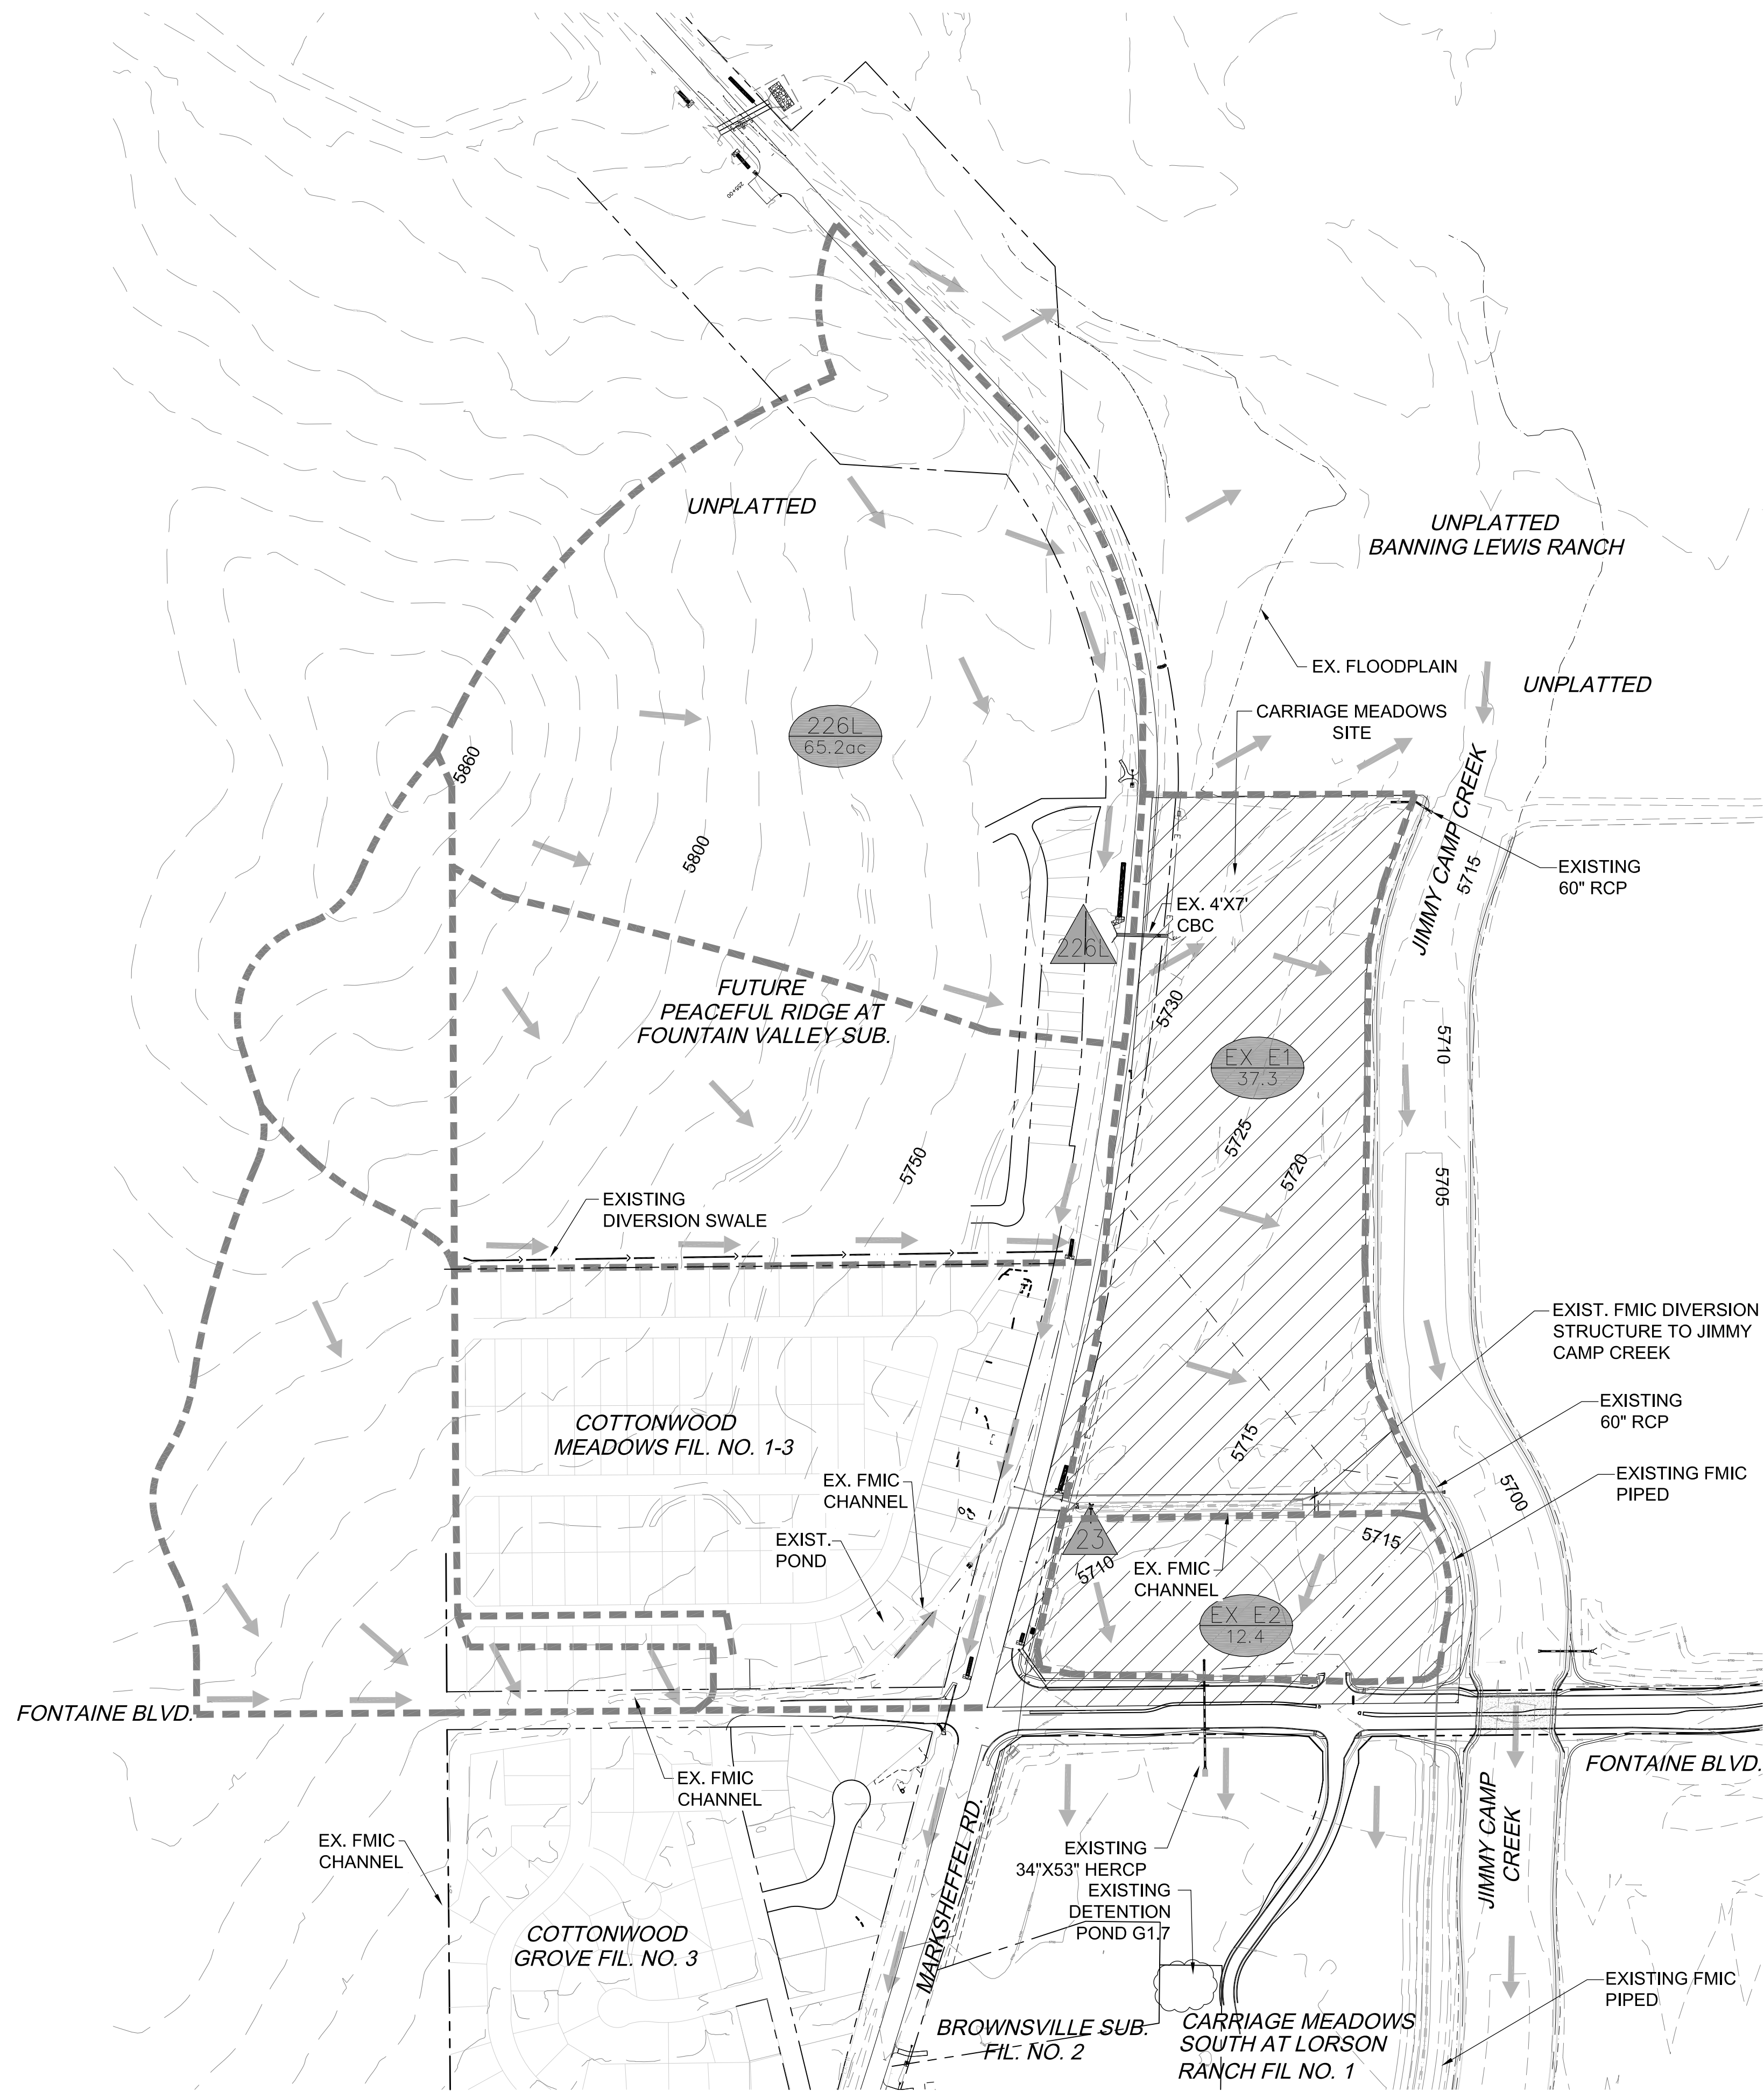 255+00
UNPLATTED
UNPLATTED
BANNING LEWIS RANCH
EX. FLOODPLAIN
UNPLATTED
CARRIAGE MEADOWS
SITE
226L
65.2ac
5860
5800
JIMMY CAMP CREEK
5715
EXISTING
60" RCP
EX. 4'X7'
CBC
226L
FUTURE
PEACEFUL RIDGE AT
FOUNTAIN VALLEY SUB.
5730
EX E1
37.3
5710
5725
5720
5705
5750
EXISTING
DIVERSION SWALE
EXIST. FMIC DIVERSION
STRUCTURE TO JIMMY
CAMP CREEK
COTTONWOOD
MEADOWS FIL. NO. 1-3
5715
EXISTING
60" RCP
EX. FMIC
CHANNEL
5700
EXISTING FMIC
PIPED
EXIST.
POND
23
5715
5710
EX. FMIC
CHANNEL
EX E2
12.4
FONTAINE BLVD.
EX. FMIC
CHANNEL
FONTAINE BLVD.
EX. FMIC
CHANNEL
MARKSHEFFEL RD.
EXISTING
34"X53" HERCP
EXISTING
DETENTION
POND G1.7
JIMMY CAMP
CREEK
COTTONWOOD
GROVE FIL. NO. 3
EXISTING FMIC
PIPED
BROWNSVILLE SUB.
FIL. NO. 2
CARRIAGE MEADOWS
SOUTH AT LORSON
RANCH FIL NO. 1